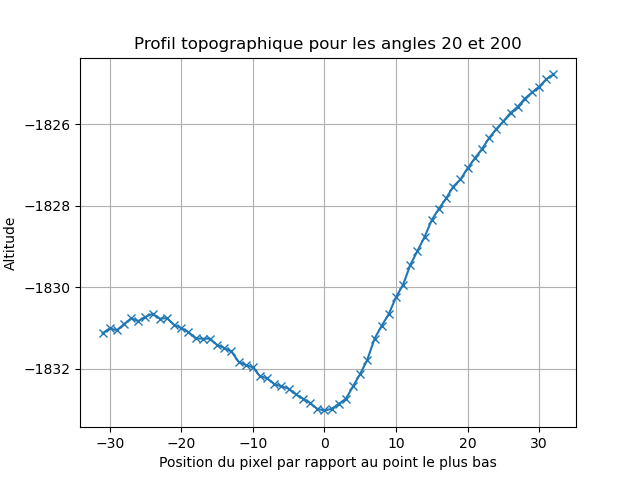 Profil topographique pour les angles 20 et 200
Altitude
−1826
−1828
−1830
−1832
−30 −20 −10 0 10 20 30
Position du pixel par rapport au point le plus bas